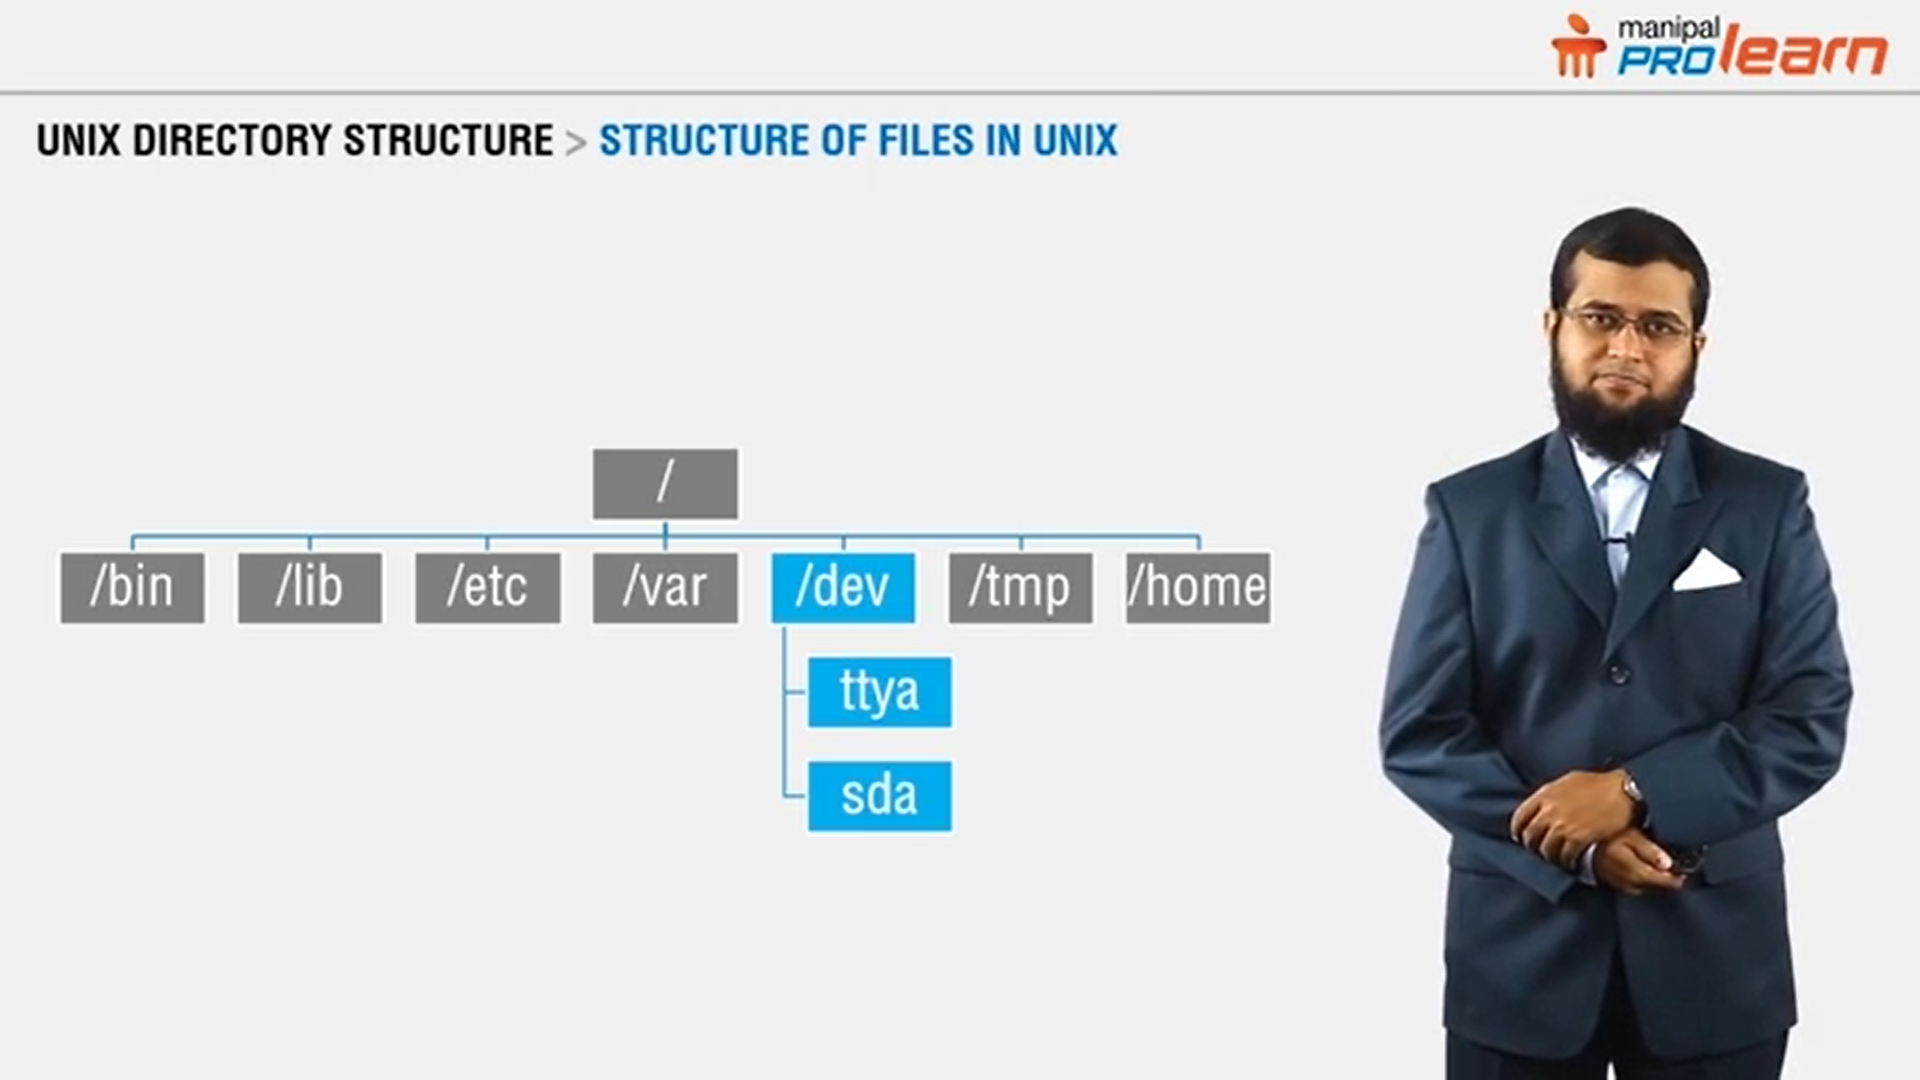 manipal
PROlearn
UNIX DIRECTORY STRUCTURE > STRUCTURE OF FILES IN UNIX
/
/bin /lib /etc /var /dev /tmp /home
ttya
sda